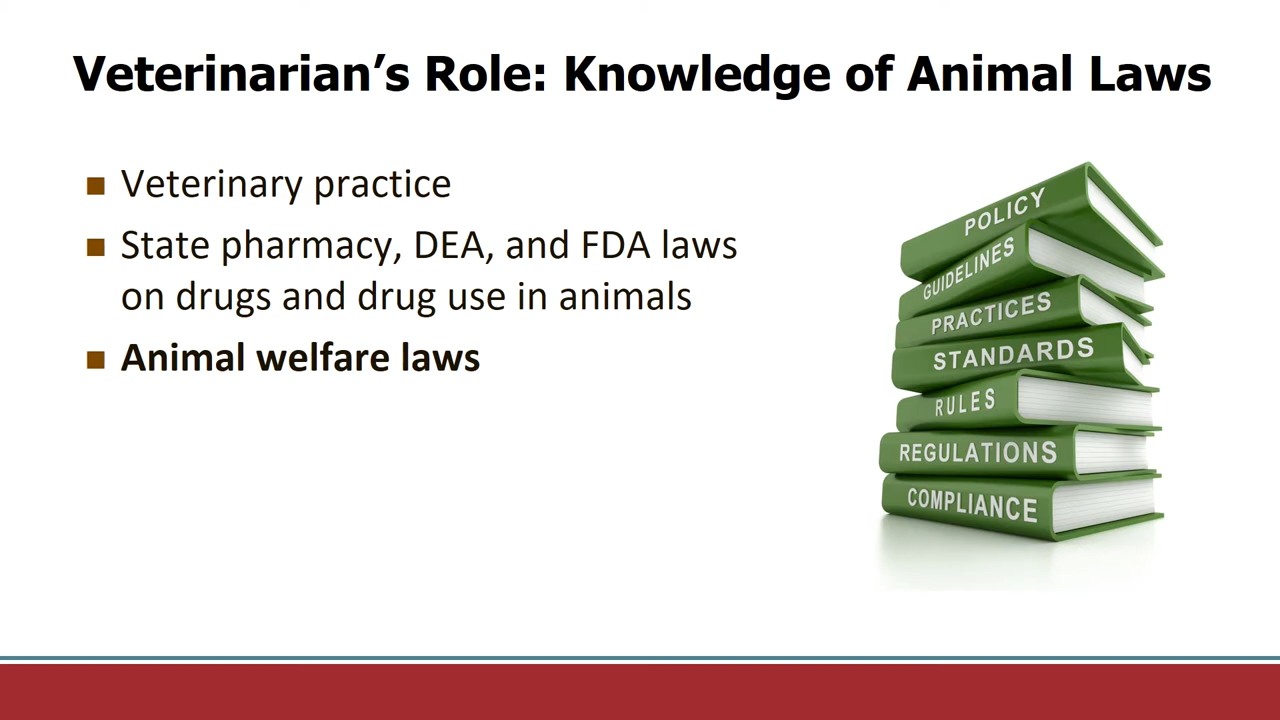 Veterinarian’s Role: Knowledge of Animal Laws
Veterinary practice
State pharmacy, DEA, and FDA laws
on drugs and drug use in animals
Animal welfare laws
POLICY
GUIDELINES
PRACTICES
STANDARDS
RULES
REGULATIONS
COMPLIANCE